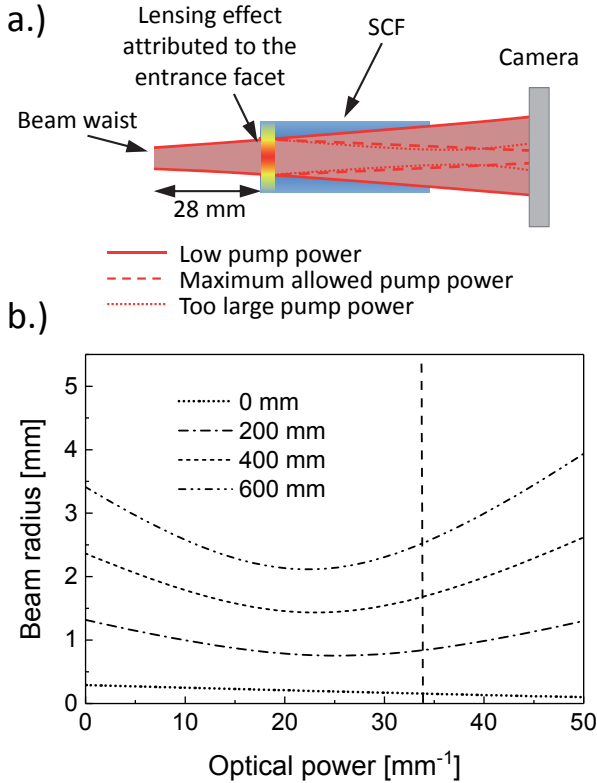 a.)
Lensing effect
attributed to the
entrance facet
SCF
Camera
Beam waist
28 mm
Low pump power
Maximum allowed pump power
Too large pump power
b.)
5
4
3
2
1
0
Beam radius [mm]
0 mm
200 mm
400 mm
600 mm
0 10 20 30 40 50
Optical power [mm⁻¹]